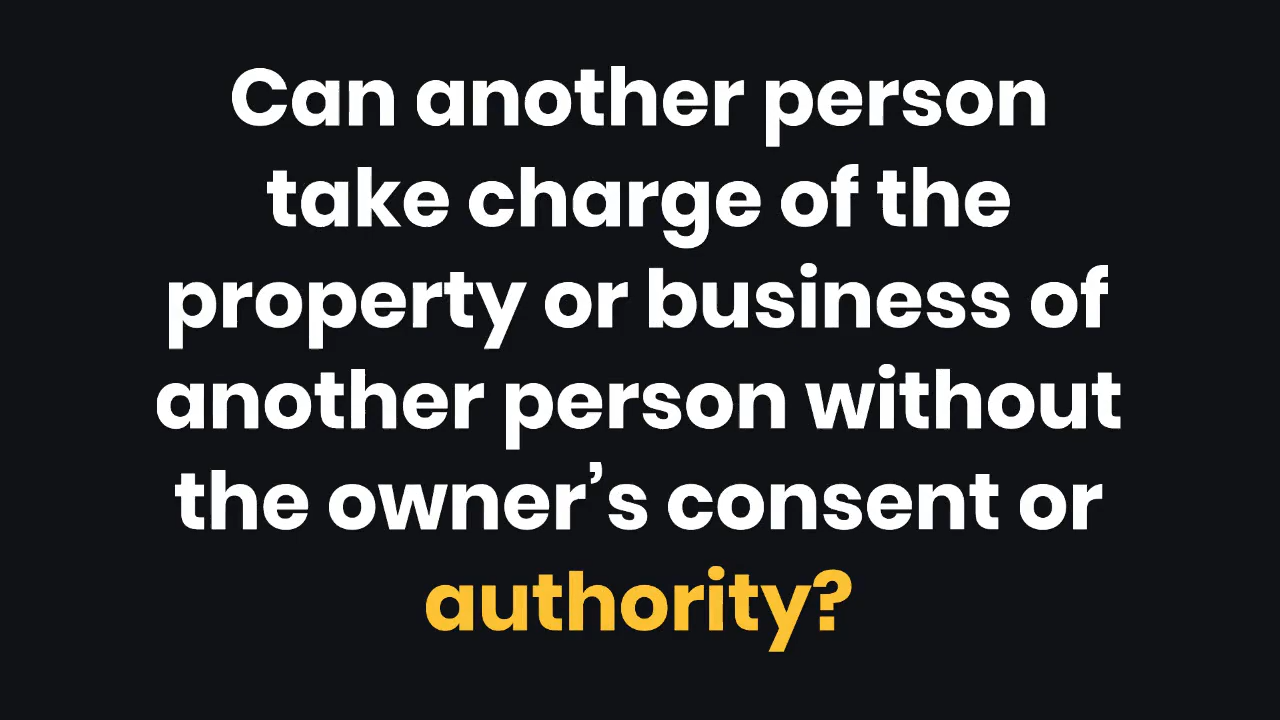 Can another person
take charge of the
property or business of
another person without
the owner’s consent or
authority?